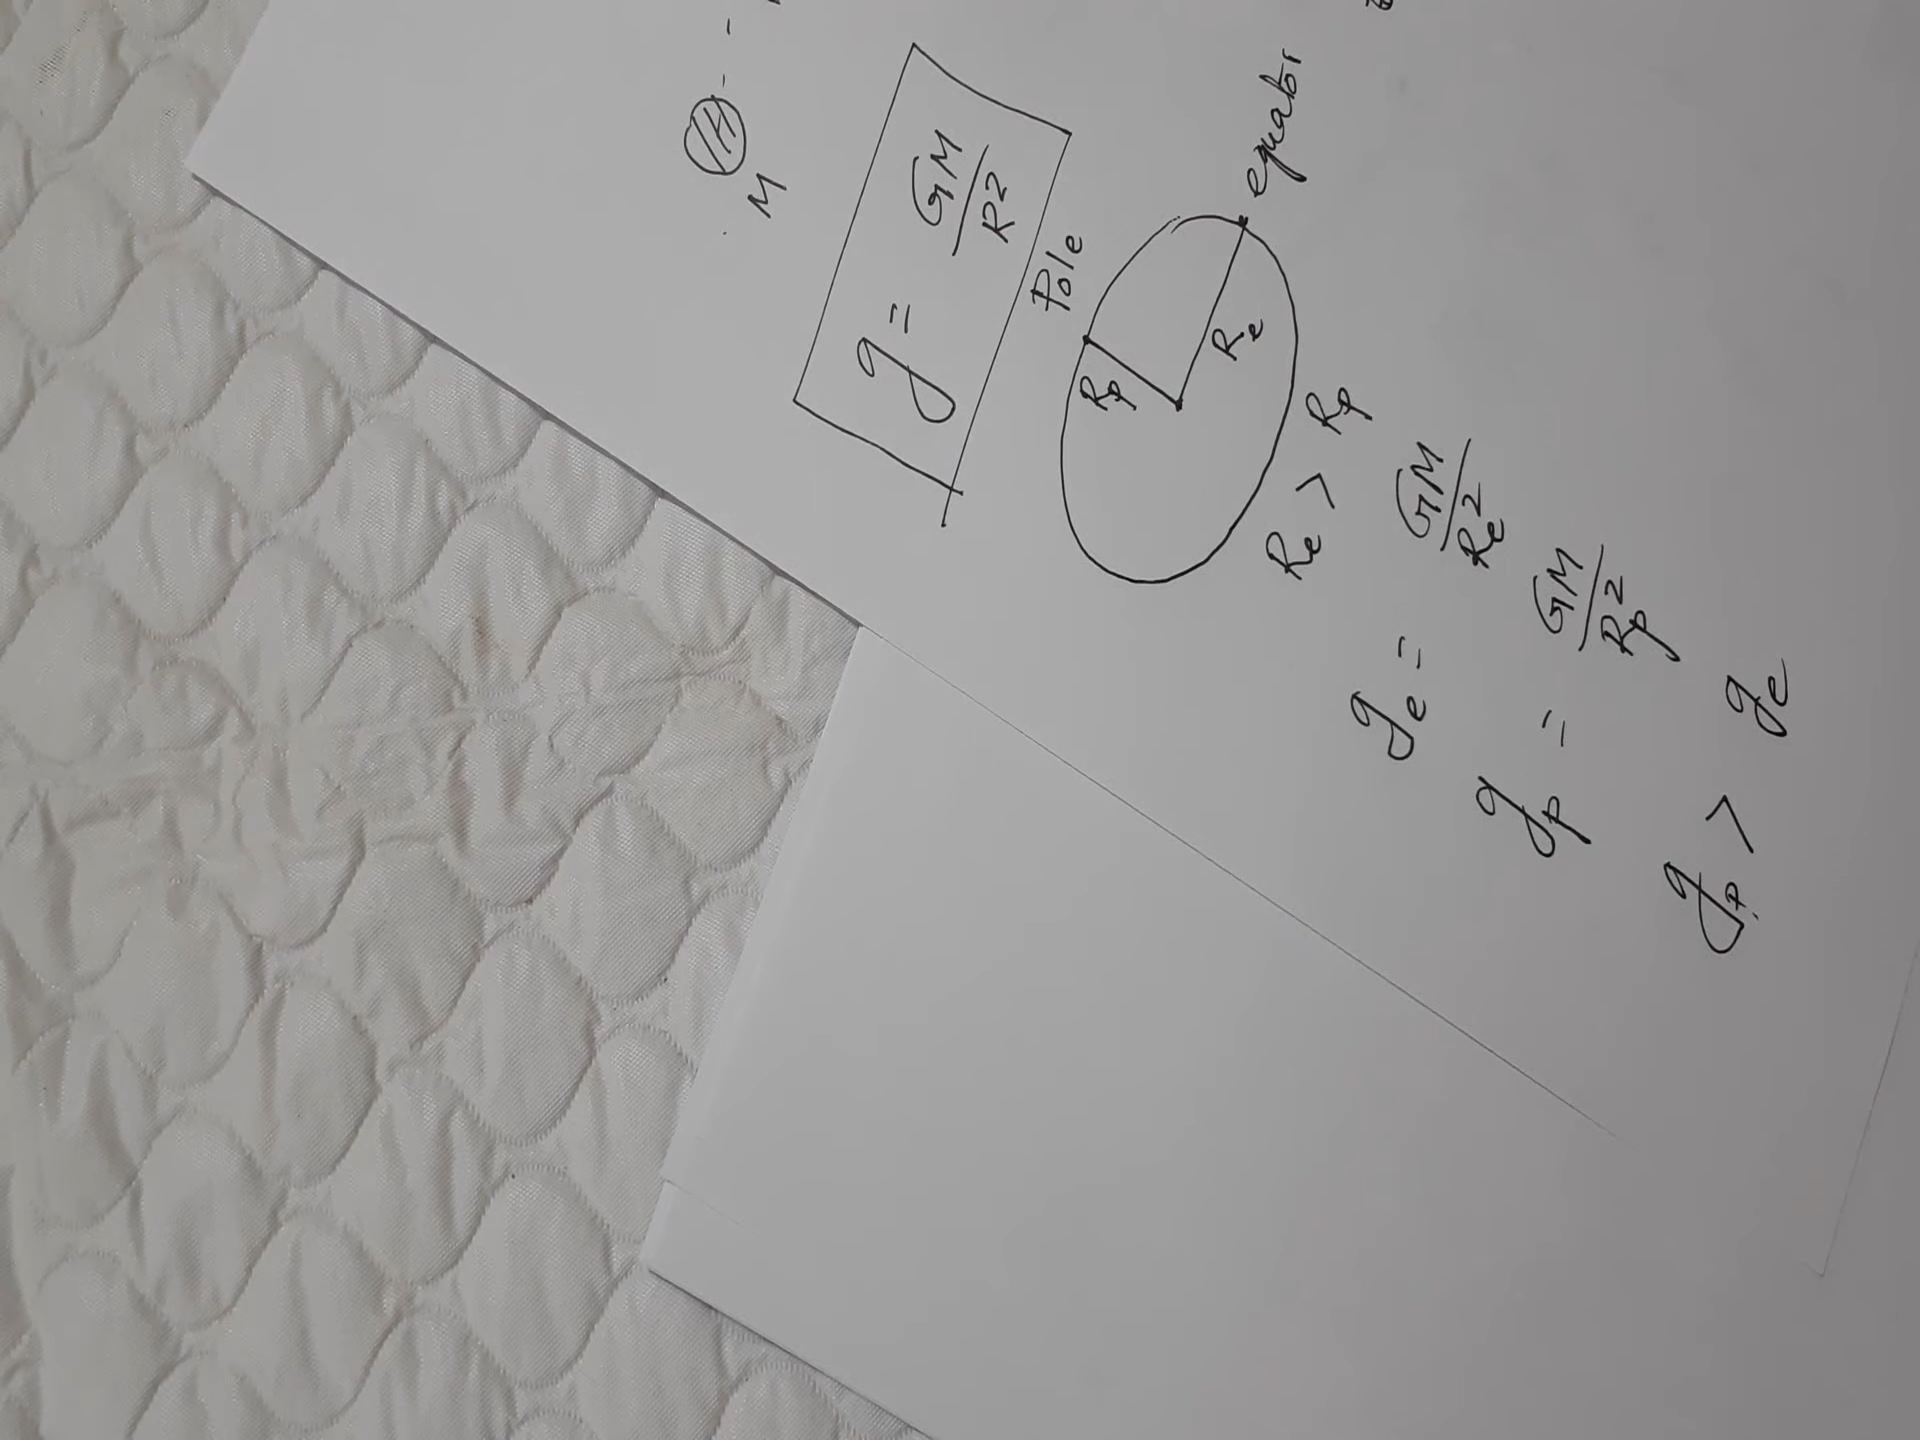 M
g = GM/R²
Pole
equator
Rp
Re
Re > Rp
ge = GM/Re²
gp = GM/Rp²
gp > ge